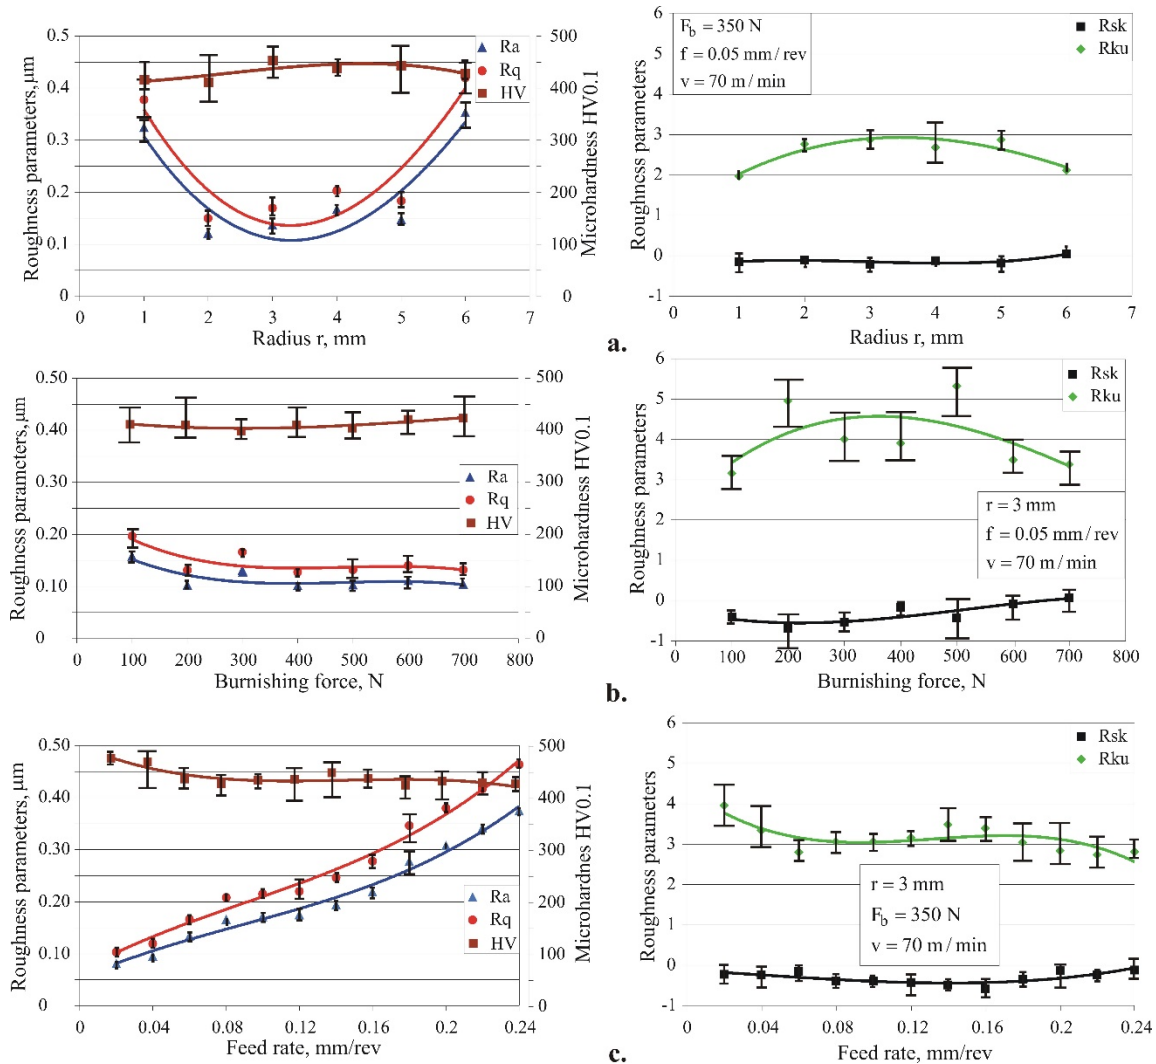 Roughness parameters,µm
0.5
0.4
0.3
0.2
0.1
0
500
400
300
200
100
0
Microhardness HV0.1
Ra
Rq
HV
1 2 3 4 5 6
Radius r, mm
Roughness parameters
6
5
4
3
2
1
0
-1
F_b = 350 N
f = 0.05 mm / rev
v = 70 m / min
Rsk
Rku
1 2 3 4 5 6 7
Radius r, mm
a.
Roughness parameters,µm
0.50
0.40
0.30
0.20
0.10
0
500
400
300
200
100
0
Microhardness HV0.1
Ra
Rq
HV
0 100 200 300 400 500 600 700 800
Burnishing force, N
Roughness parameters
6
5
4
3
2
1
0
-1
Rsk
Rku
r = 3 mm
f = 0.05 mm / rev
v = 70 m / min
0 100 200 300 400 500 600 700 800
Burnishing force, N
b.
Roughness parameters, µm
0.50
0.40
0.30
0.20
0.10
0
500
400
300
200
100
0
Microhardnes HV0.1
Ra
Rq
HV
0 0.04 0.08 0.12 0.16 0.20 0.24
Feed rate, mm/rev
Roughness parameters
6
5
4
3
2
1
0
-1
Rsk
Rku
r = 3 mm
F_b = 350 N
v = 70 m / min
0 0.04 0.08 0.12 0.16 0.2 0.24
Feed rate, mm/rev
c.